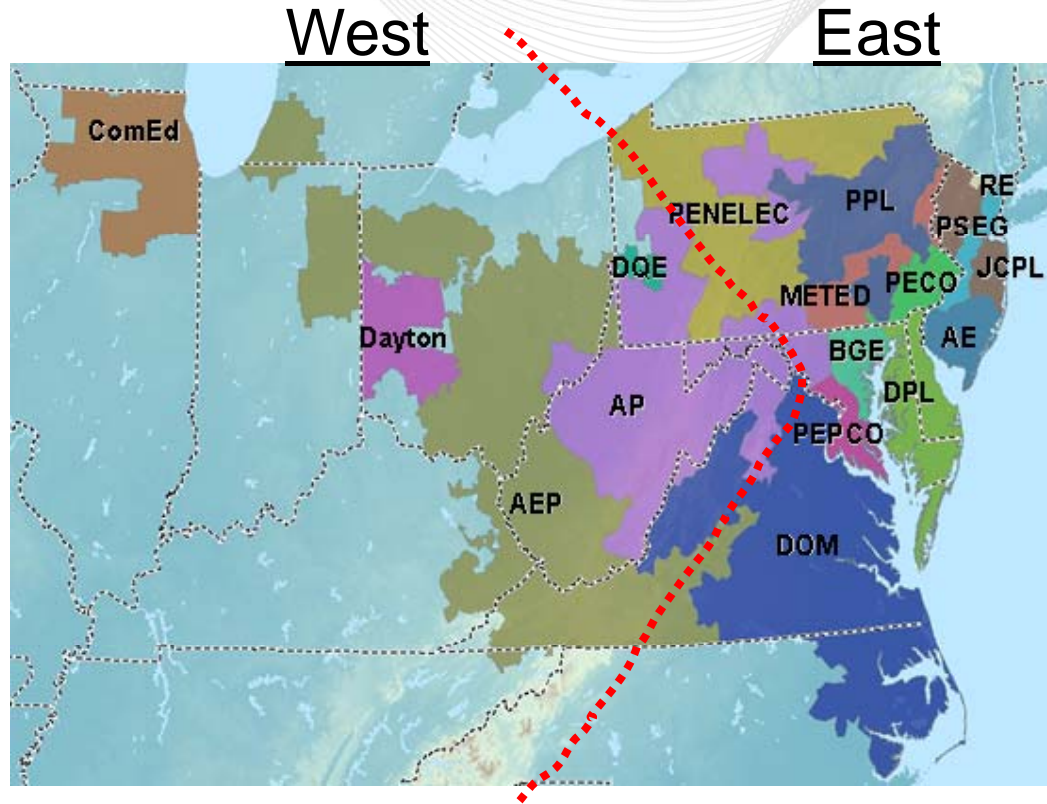 West
East
ComEd
PENELEC
PPL
RE
PSEG
DQE
JCPL
METED
PECO
Dayton
BGE
AE
AP
DPL
PEPCO
AEP
DOM